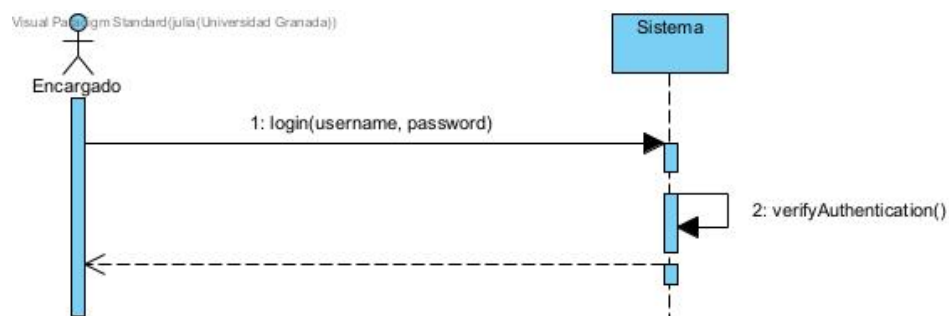 Visual Paradigm Standard(julia(Universidad Granada))
Sistema
Encargado
1: login(username, password)
2: verifyAuthentication()